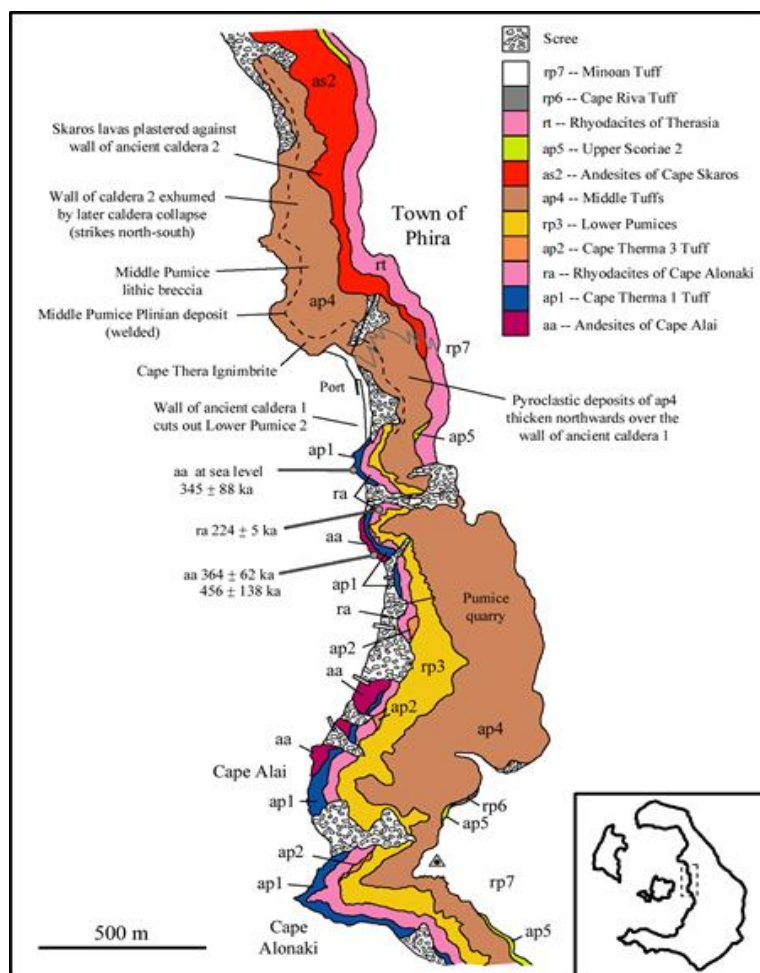 Scree
rp7 -- Minoan Tuff
rp6 -- Cape Riva Tuff
rt -- Rhyodacites of Therasia
ap5 -- Upper Scoriae 2
as2 -- Andesites of Cape Skaros
ap4 -- Middle Tuffs
rp3 -- Lower Pumices
ap2 -- Cape Therma 3 Tuff
ra -- Rhyodacites of Cape Alonaki
ap1 -- Cape Therma 1 Tuff
aa -- Andesites of Cape Alai
as2
Skaros lavas plastered against
wall of ancient caldera 2
Wall of caldera 2 exhumed
by later caldera collapse
(strikes north-south)
Town of
Phira
rt
Middle Pumice
lithic breccia
ap4
Middle Pumice Plinian deposit
(welded)
rp7
Cape Thera Ignimbrite
Port
Pyroclastic deposits of ap4
thicken northwards over the
wall of ancient caldera 1
Wall of ancient caldera 1
cuts out Lower Pumice 2
ap5
ap1
aa at sea level
345 ± 88 ka
ra
ra 224 ± 5 ka
aa
aa 364 ± 62 ka
456 ± 138 ka
ap1
Pumice
quarry
ra
ap2
rp3
aa
ap2
ap4
aa
Cape Alai
ap1
rp6
ap5
ap2
ap1
rp7
Cape
Alonaki
ap5
500 m